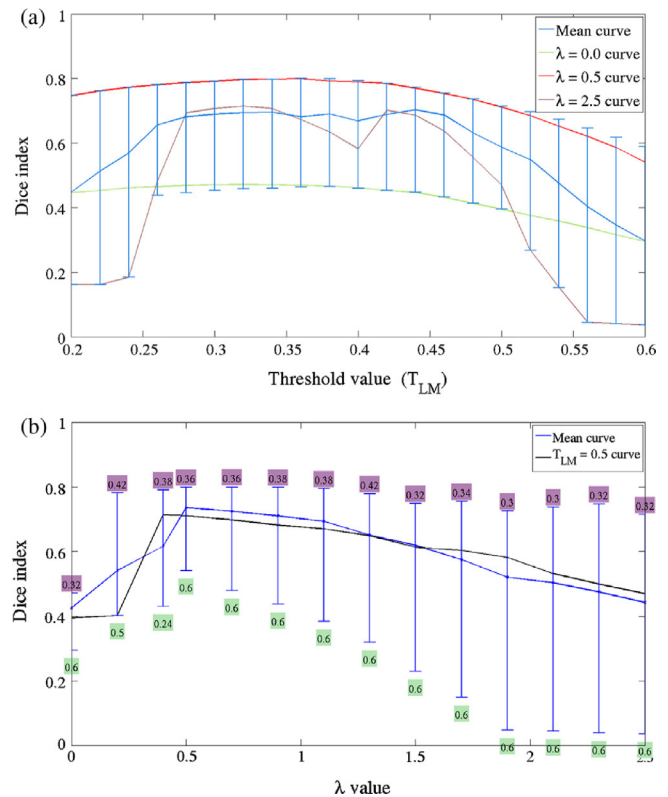 (a)
1
0.8
0.6
0.4
0.2
0
Dice index
Mean curve
λ = 0.0 curve
λ = 0.5 curve
λ = 2.5 curve
0.2 0.25 0.3 0.35 0.4 0.45 0.5 0.55 0.6
Threshold value (T_LM)
(b)
1
0.8
0.6
0.4
0.2
0
Dice index
Mean curve
T_LM = 0.5 curve
0.32 0.42 0.38 0.36 0.36 0.38 0.38 0.42 0.32 0.34 0.3 0.3 0.32 0.32
0.6 0.5 0.24 0.6 0.6 0.6 0.6 0.6 0.6 0.6 0.6 0.6 0.6 0.6
0 0.5 1 1.5 2 2.5
λ value